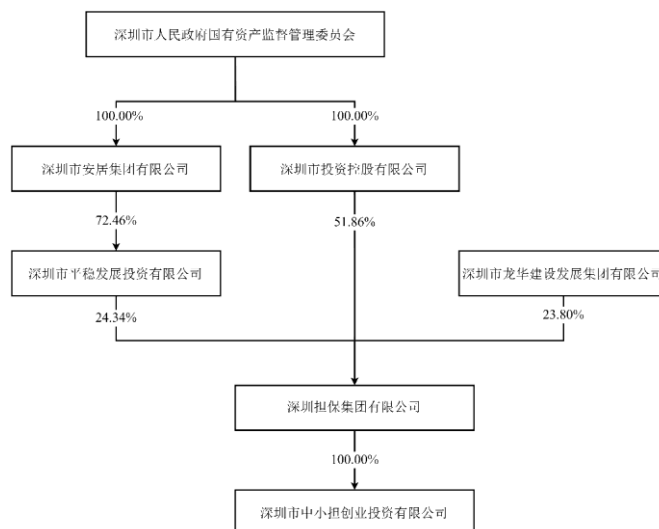 深圳市人民政府国有资产监督管理委员会
100.00%
100.00%
深圳市安居集团有限公司
深圳市投资控股有限公司
72.46%
51.86%
深圳市平稳发展投资有限公司
深圳市龙华建设发展集团有限公司
24.34%
23.80%
深圳担保集团有限公司
100.00%
深圳市中小担创业投资有限公司